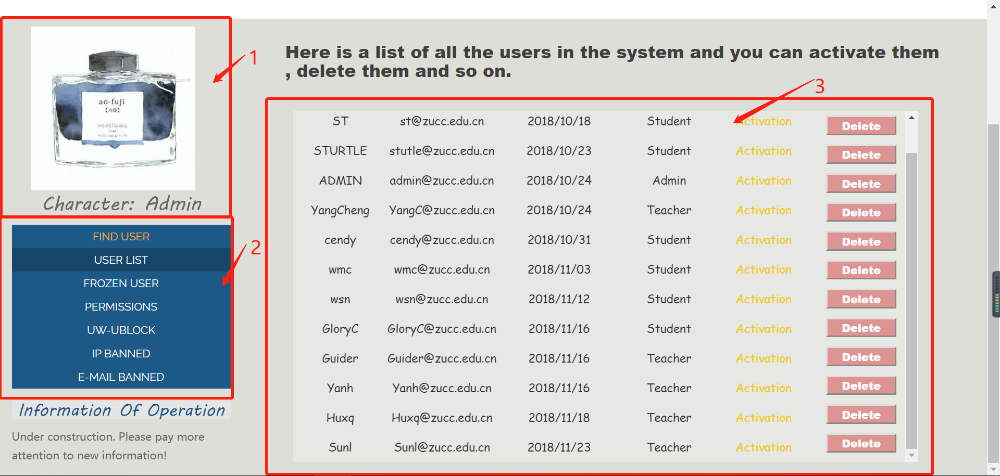 ao-fuji
【青藤】
iroshizuku
50ml
PRODUCED by PILOT
Character: Admin
1
FIND USER
USER LIST
FROZEN USER
PERMISSIONS
UW-UBLOCK
IP BANNED
E-MAIL BANNED
2
Information Of Operation
Under construction. Please pay more
attention to new information!
Here is a list of all the users in the system and you can activate them
, delete them and so on.
3
ST st@zucc.edu.cn 2018/10/18 Student Activation Delete
STURTLE stutle@zucc.edu.cn 2018/10/23 Student Activation Delete
ADMIN admin@zucc.edu.cn 2018/10/24 Admin Activation Delete
YangCheng YangC@zucc.edu.cn 2018/10/24 Teacher Activation Delete
cendy cendy@zucc.edu.cn 2018/10/31 Student Activation Delete
wmc wmc@zucc.edu.cn 2018/11/03 Student Activation Delete
wsn wsn@zucc.edu.cn 2018/11/12 Student Activation Delete
GloryC GloryC@zucc.edu.cn 2018/11/16 Student Activation Delete
Guider Guider@zucc.edu.cn 2018/11/16 Teacher Activation Delete
Yanh Yanh@zucc.edu.cn 2018/11/16 Teacher Activation Delete
Huxq Huxq@zucc.edu.cn 2018/11/18 Teacher Activation Delete
Sunl Sunl@zucc.edu.cn 2018/11/23 Teacher Activation Delete